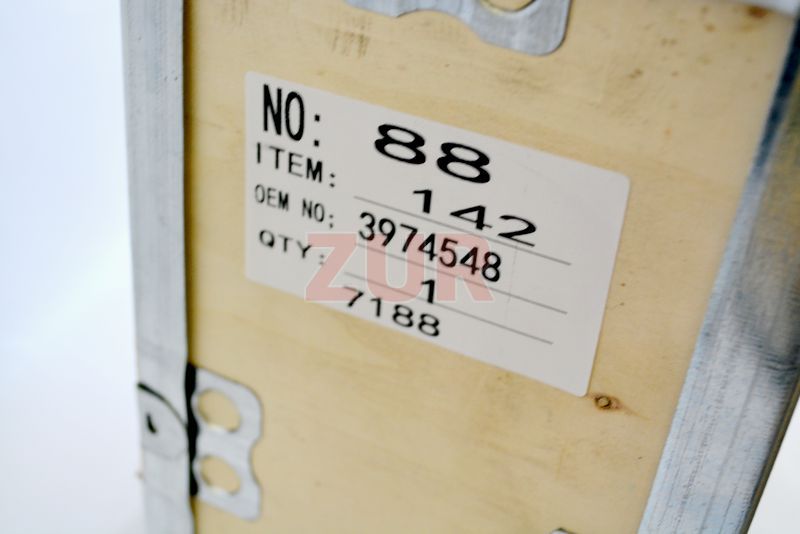 NO: 88
ITEM: 142
OEM NO; 3974548
QTY: 1
7188
ZUR